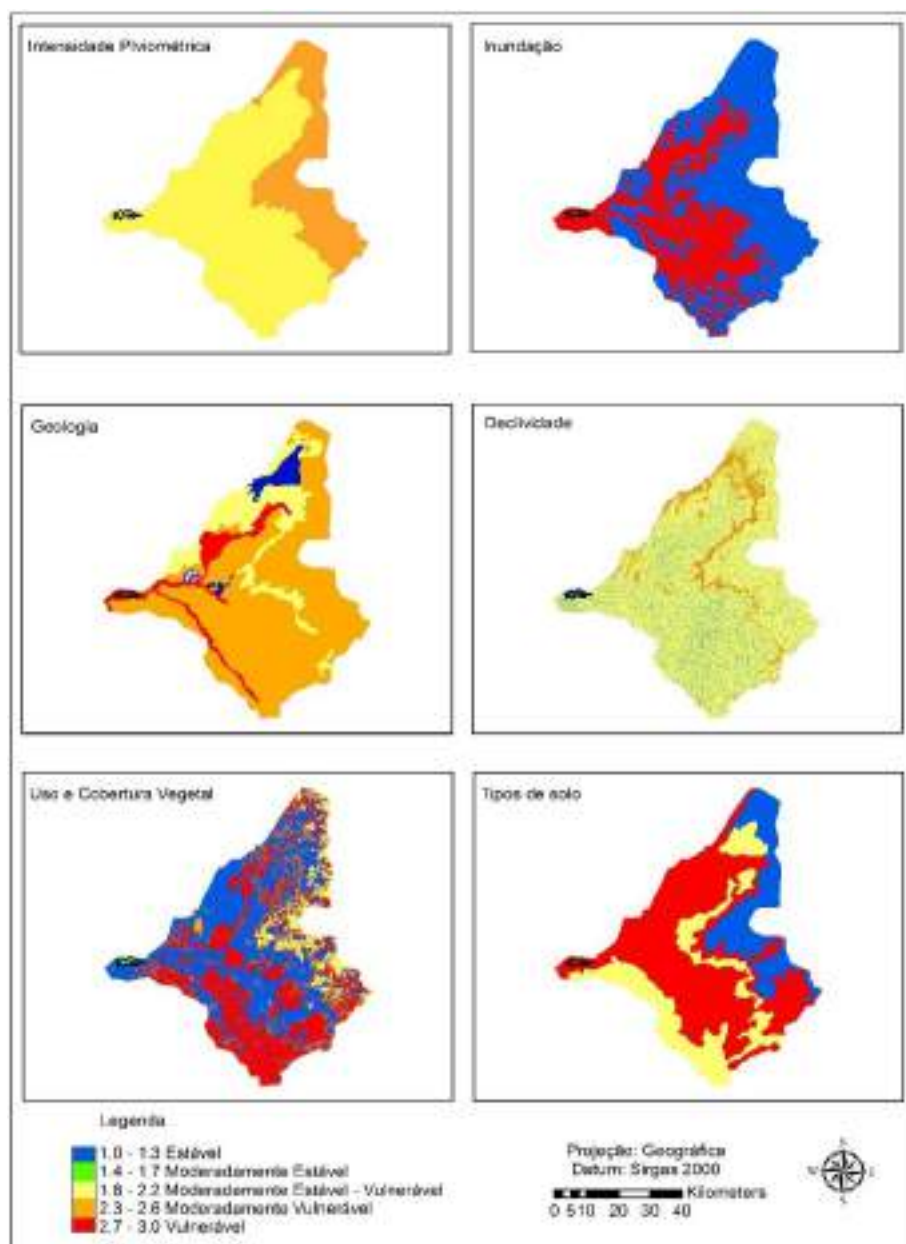 Intensidade Plviométrica
Inundação
Geologia
Declividade
Uso e Cobertura Vegetal
Tipos de solo
Legenda
1.0 - 1.3 Estável
1.4 - 1.7 Moderadamente Estável
1.8 - 2.2 Moderadamente Estável - Vulnerável
2.3 - 2.6 Moderadamente Vulnerável
2.7 - 3.0 Vulnerável
Projeção: Geográfica
Datum: Sirgas 2000
Kilometers
0 5 10 20 30 40
W